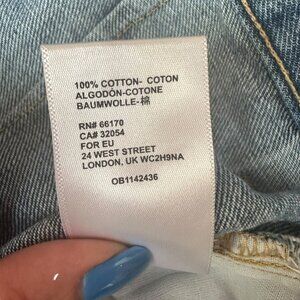 100% COTTON- COTON
ALGODÓN-COTONE
BAUMWOLLE-棉
RN# 66170
CA# 32054
FOR EU
24 WEST STREET
LONDON, UK WC2H9NA
OB1142436